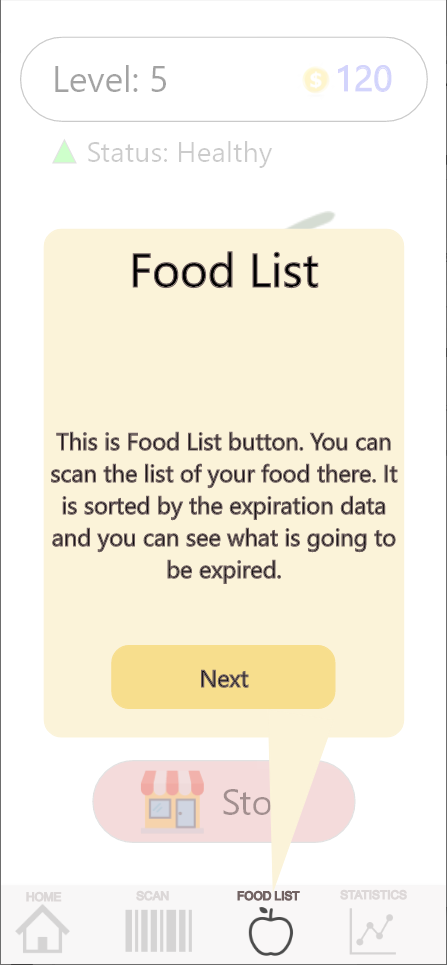 Level: 5
$ 120
Status: Healthy
Food List
This is Food List button. You can
scan the list of your food there. It
is sorted by the expiration data
and you can see what is going to
be expired.
Next
Sto
HOME
SCAN
FOOD LIST
STATISTICS